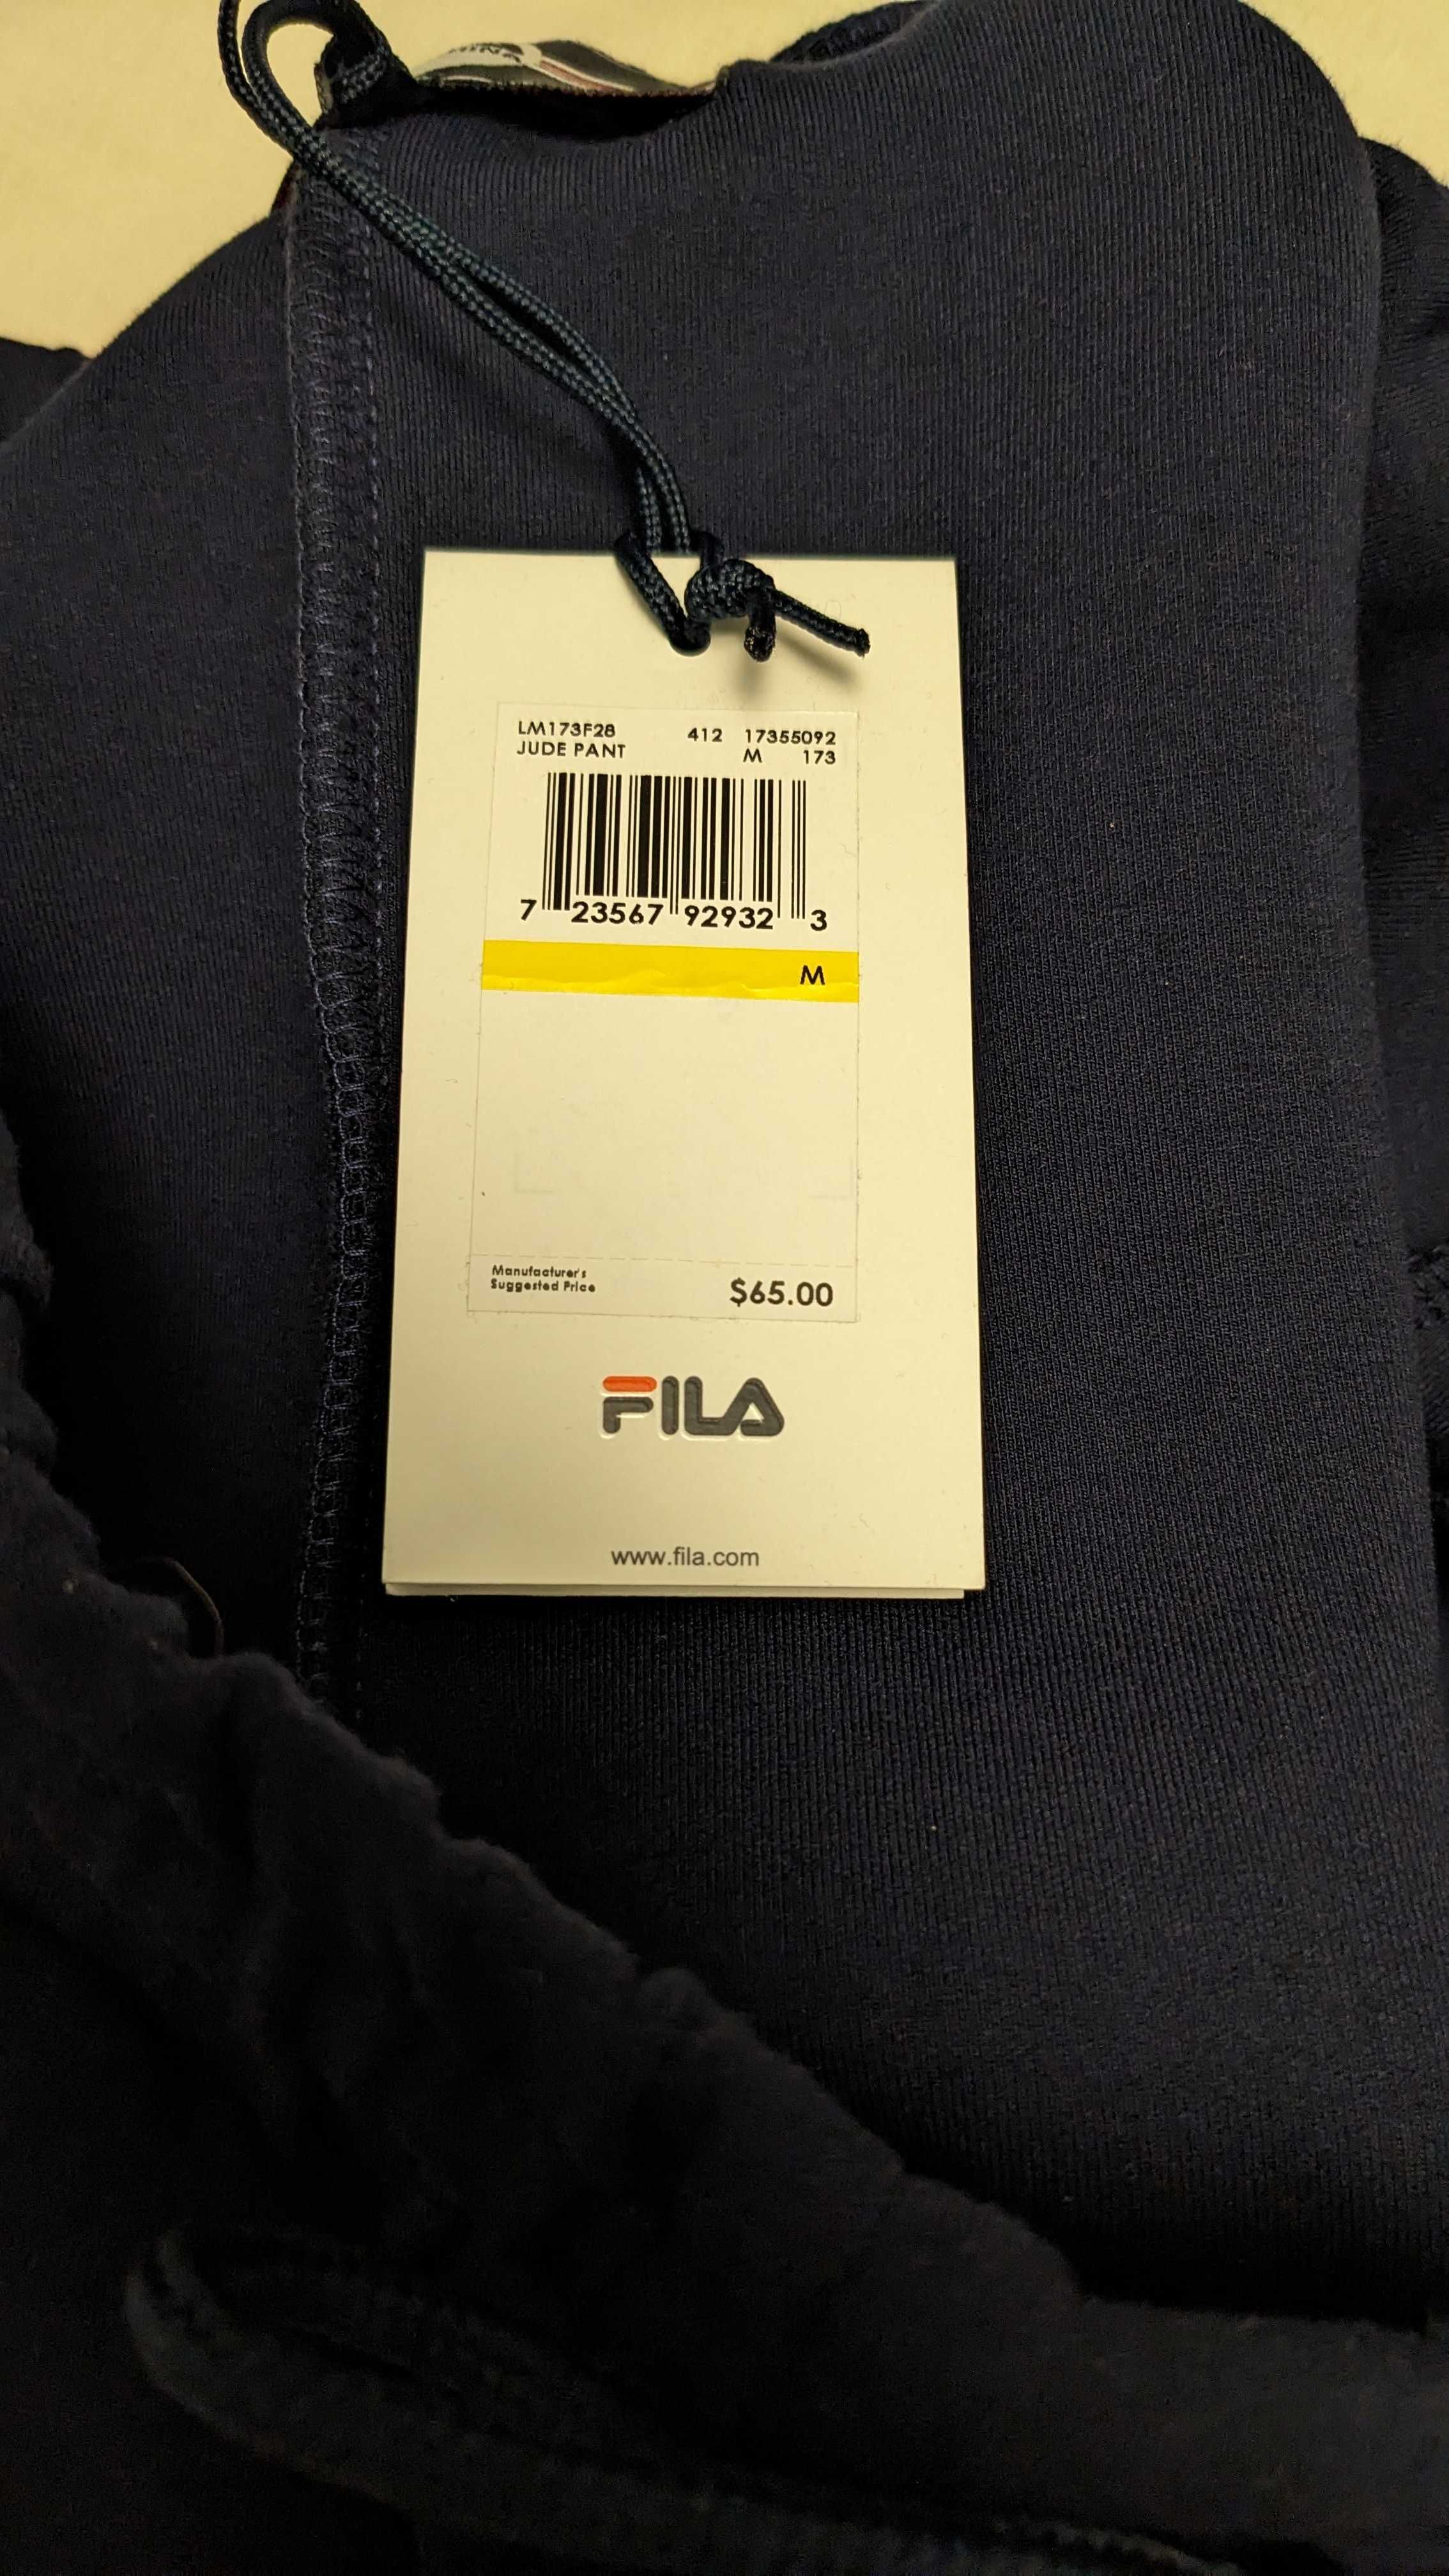 LM173F28 412 17355092
JUDE PANT M 173
7 23567 92932 3
M
Manufacturer's
Suggested Price $65.00
FILA
www.fila.com